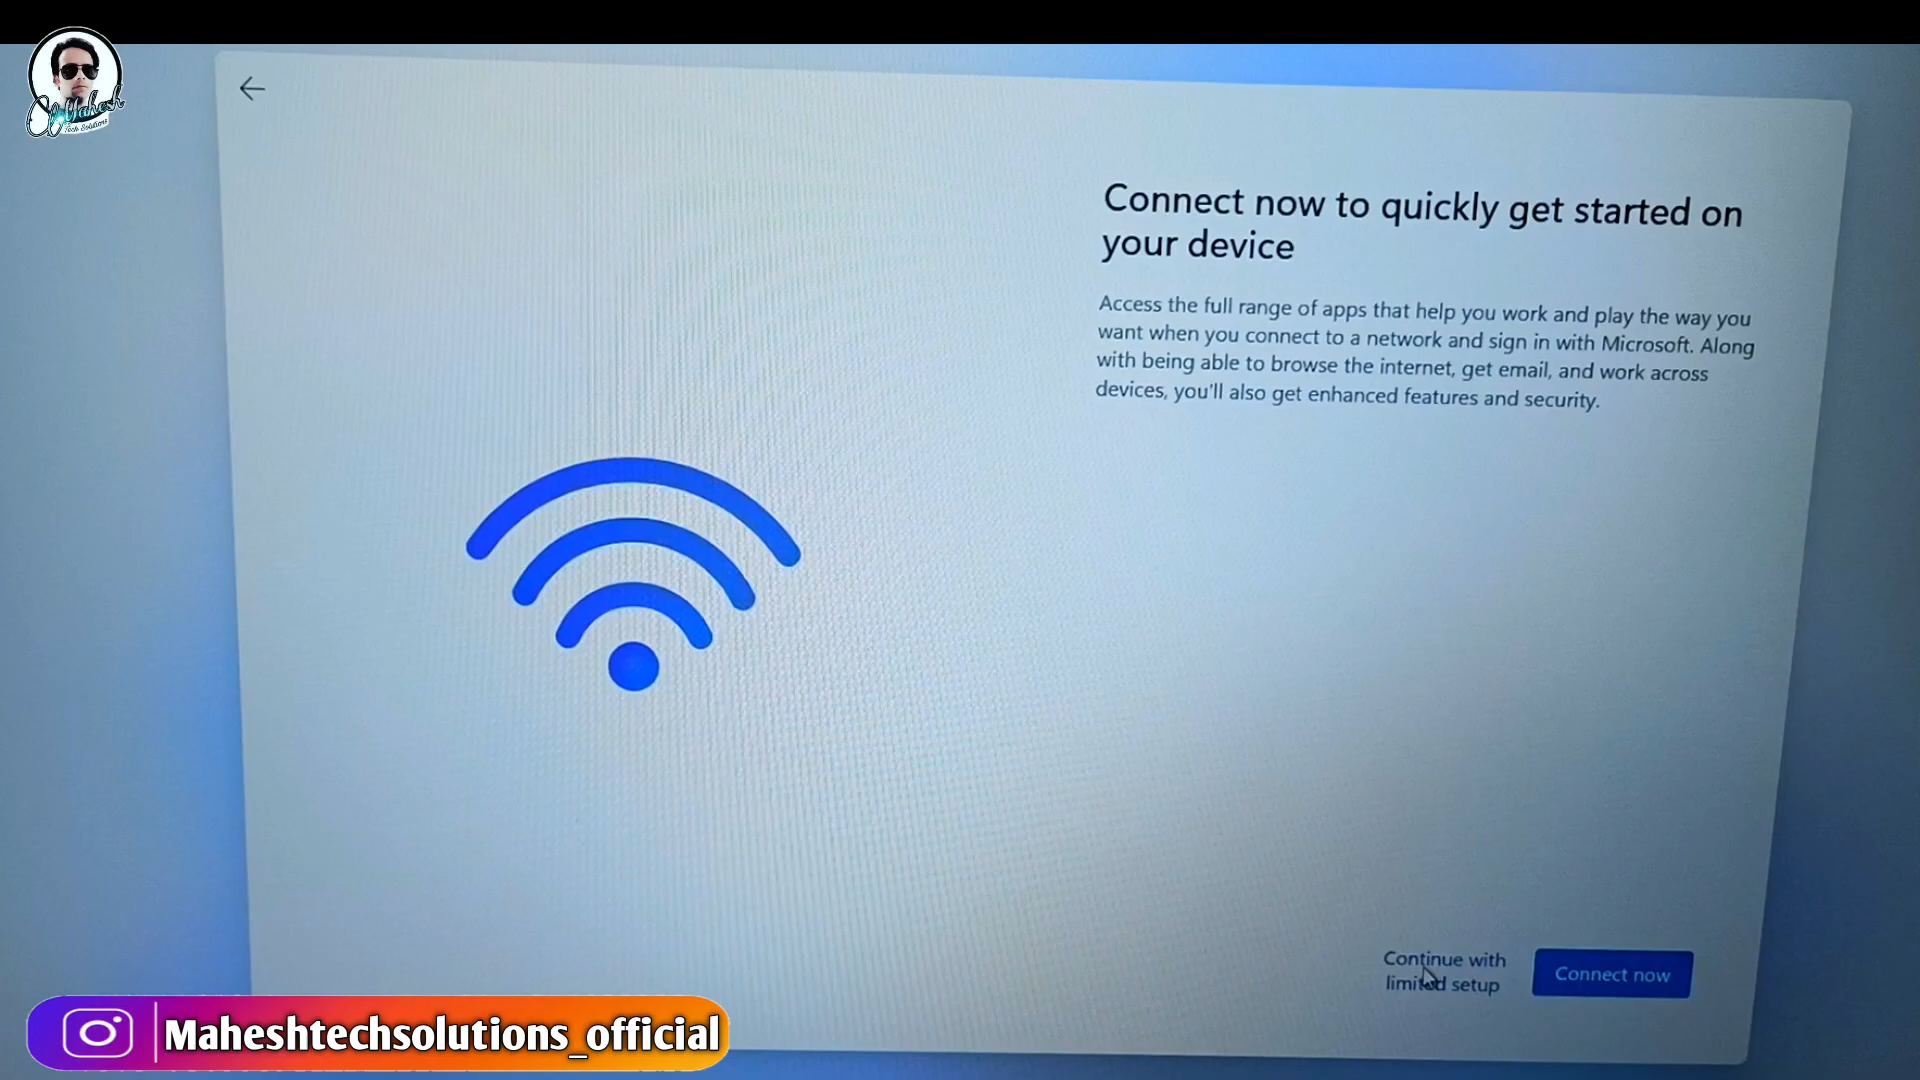 Mahesh
Tech Solutions
Connect now to quickly get started on
your device
Access the full range of apps that help you work and play the way you
want when you connect to a network and sign in with Microsoft. Along
with being able to browse the internet, get email, and work across
devices, you'll also get enhanced features and security.
Continue with
limited setup
Connect now
Maheshtechsolutions_official